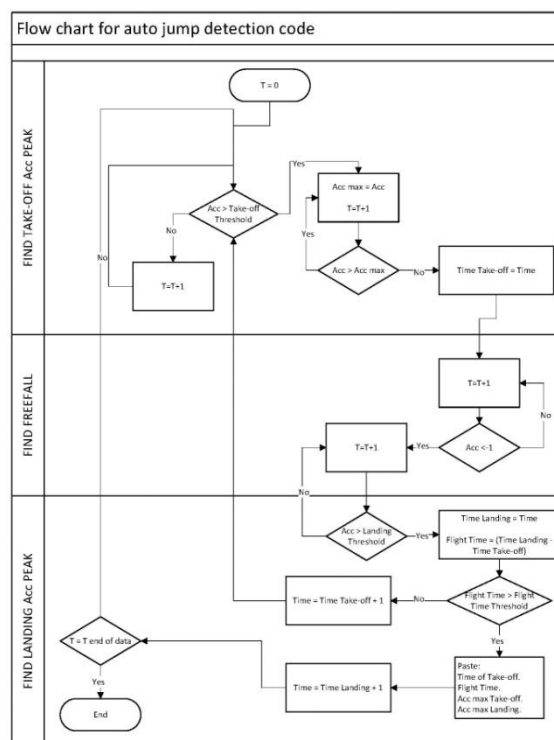 Flow chart for auto jump detection code
FIND TAKE-OFF Acc PEAK
T = 0
Yes
Acc > Take-off
Threshold
Acc max = Acc
T=T+1
No
Yes
No
T=T+1
Acc > Acc max
No
Time Take-off = Time
FIND FREEFALL
T=T+1
No
T=T+1
Yes
Acc <-1
FIND LANDING Acc PEAK
No
Acc > Landing
Threshold
Yes
Time Landing = Time
Flight Time = (Time Landing -
Time Take-off)
Time = Time Take-off + 1
No
Flight Time > Flight
Time Threshold
Yes
T = T end of data
Time = Time Landing + 1
Paste:
Time of Take-off.
Flight Time.
Acc max Take-off.
Acc max Landing.
Yes
End